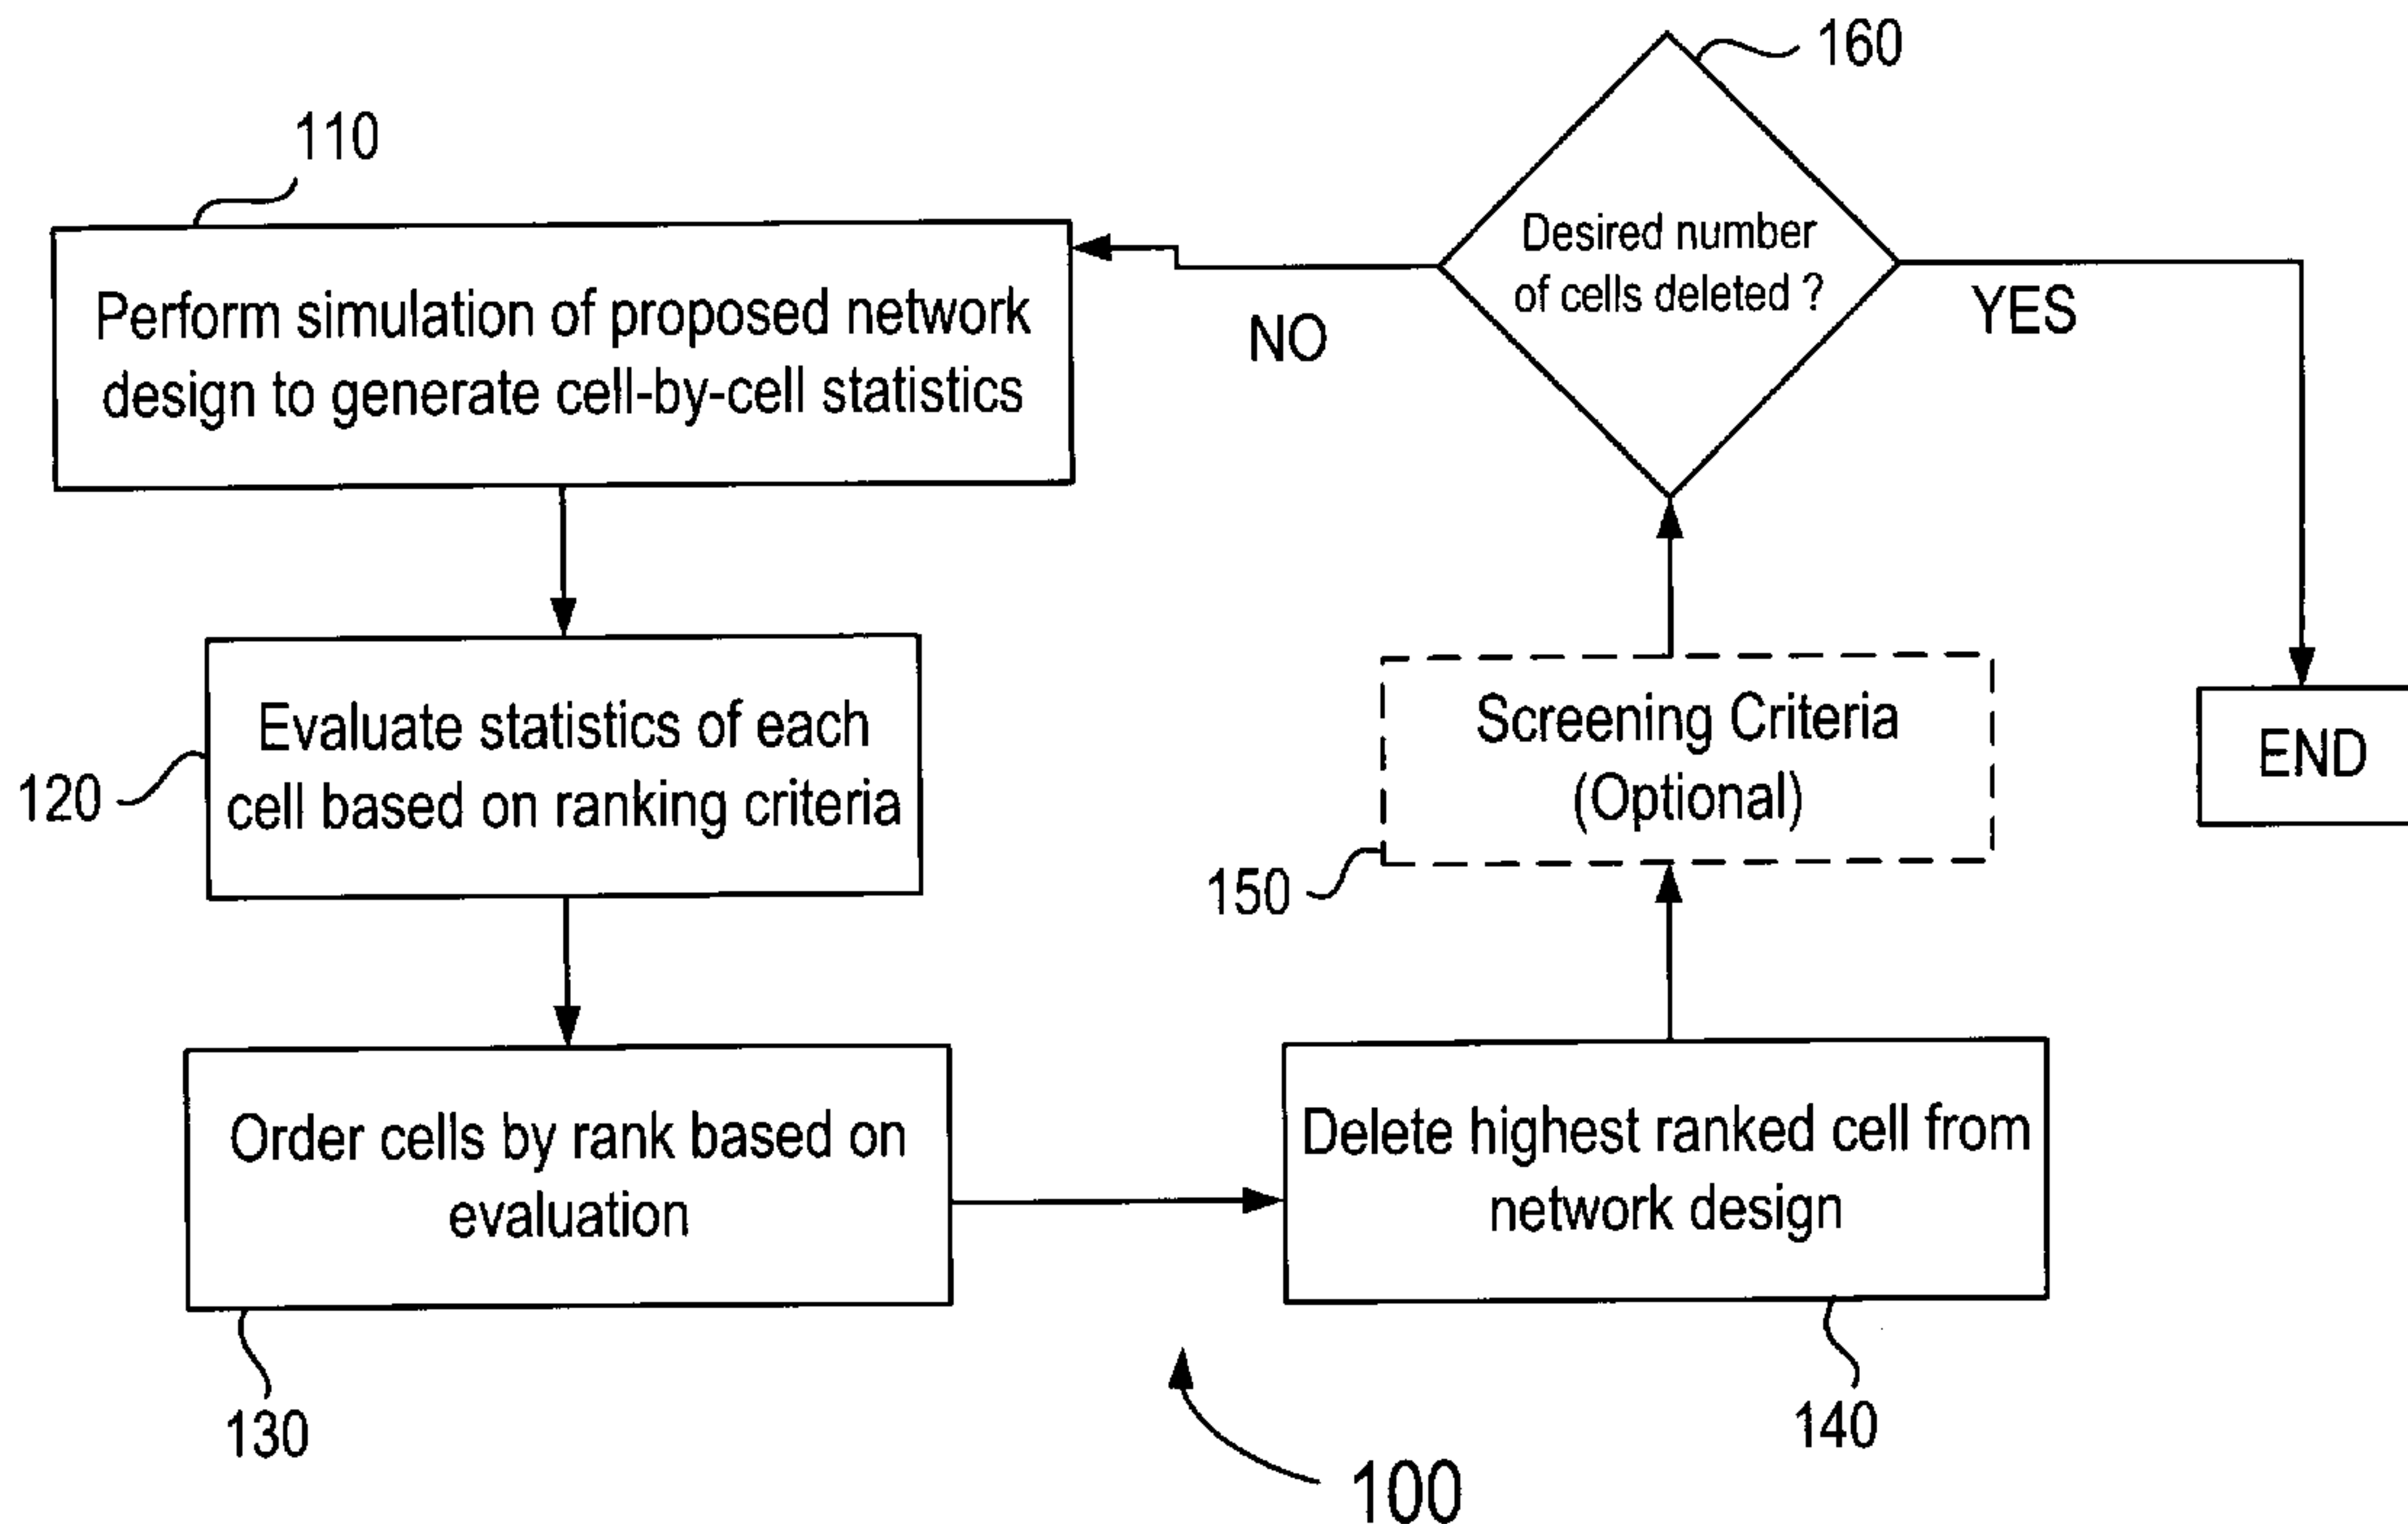 110
Perform simulation of proposed network
design to generate cell-by-cell statistics
120
Evaluate statistics of each
cell based on ranking criteria
130
Order cells by rank based on
evaluation
140
Delete highest ranked cell from
network design
150
Screening Criteria
(Optional)
160
Desired number
of cells deleted ?
NO
YES
END
100